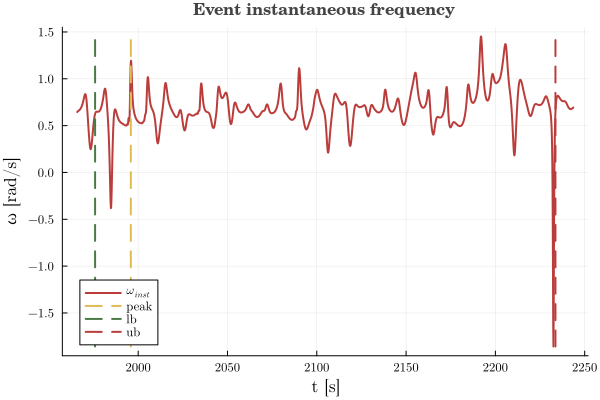 Event instantaneous frequency
ω [rad/s]
1.5
1.0
0.5
0.0
−0.5
−1.0
−1.5
ω_inst
peak
lb
ub
2000
2050
2100
2150
2200
2250
t [s]